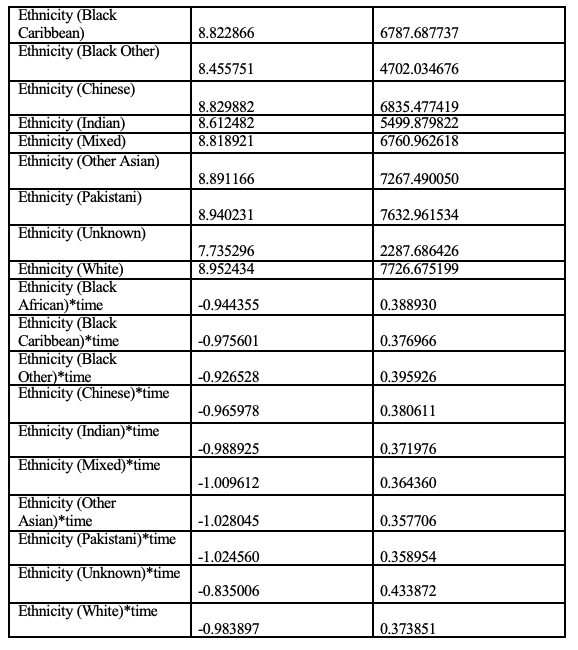 Ethnicity (Black
Caribbean) 8.822866 6787.687737
Ethnicity (Black Other)
8.455751 4702.034676
Ethnicity (Chinese)
8.829882 6835.477419
Ethnicity (Indian) 8.612482 5499.879822
Ethnicity (Mixed) 8.818921 6760.962618
Ethnicity (Other Asian)
8.891166 7267.490050
Ethnicity (Pakistani)
8.940231 7632.961534
Ethnicity (Unknown)
7.735296 2287.686426
Ethnicity (White) 8.952434 7726.675199
Ethnicity (Black
African)*time -0.944355 0.388930
Ethnicity (Black
Caribbean)*time -0.975601 0.376966
Ethnicity (Black
Other)*time -0.926528 0.395926
Ethnicity (Chinese)*time
-0.965978 0.380611
Ethnicity (Indian)*time
-0.988925 0.371976
Ethnicity (Mixed)*time
-1.009612 0.364360
Ethnicity (Other
Asian)*time -1.028045 0.357706
Ethnicity (Pakistani)*time
-1.024560 0.358954
Ethnicity (Unknown)*time
-0.835006 0.433872
Ethnicity (White)*time
-0.983897 0.373851